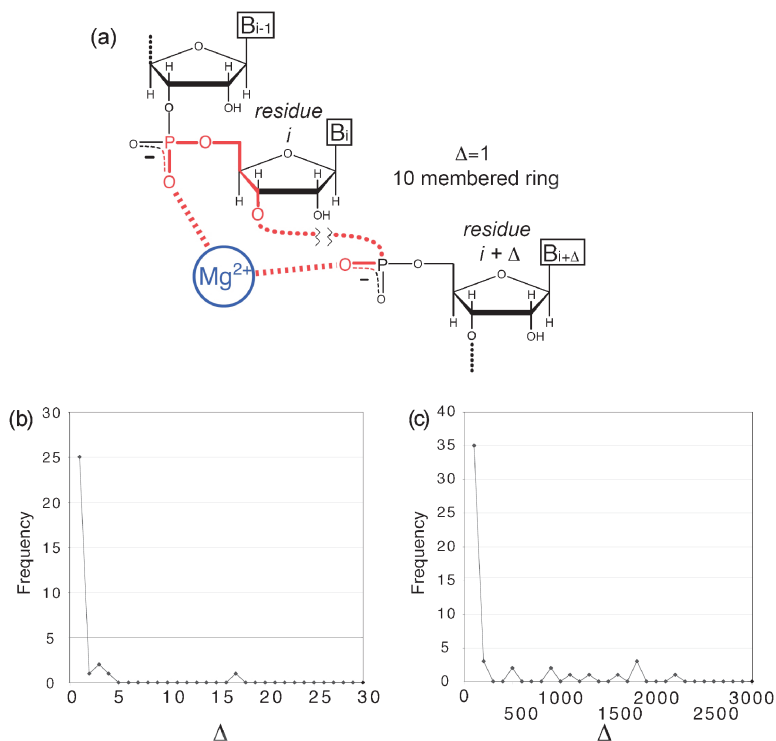 (a)
Bi-1
O
H
H
H
H
O
OH
residue
i
Bi
O
P
O
O
Δ=1
10 membered ring
−
O
H
H
H
H
O
OH
residue
i + Δ
Bi+Δ
Mg2+
O
P
O
O
−
O
H
H
H
H
O
OH
(b)
30
25
20
15
10
5
0
Frequency
0
5
10
15
20
25
30
Δ
(c)
40
35
30
25
20
15
10
5
0
Frequency
0
500
1000
1500
2000
2500
3000
Δ